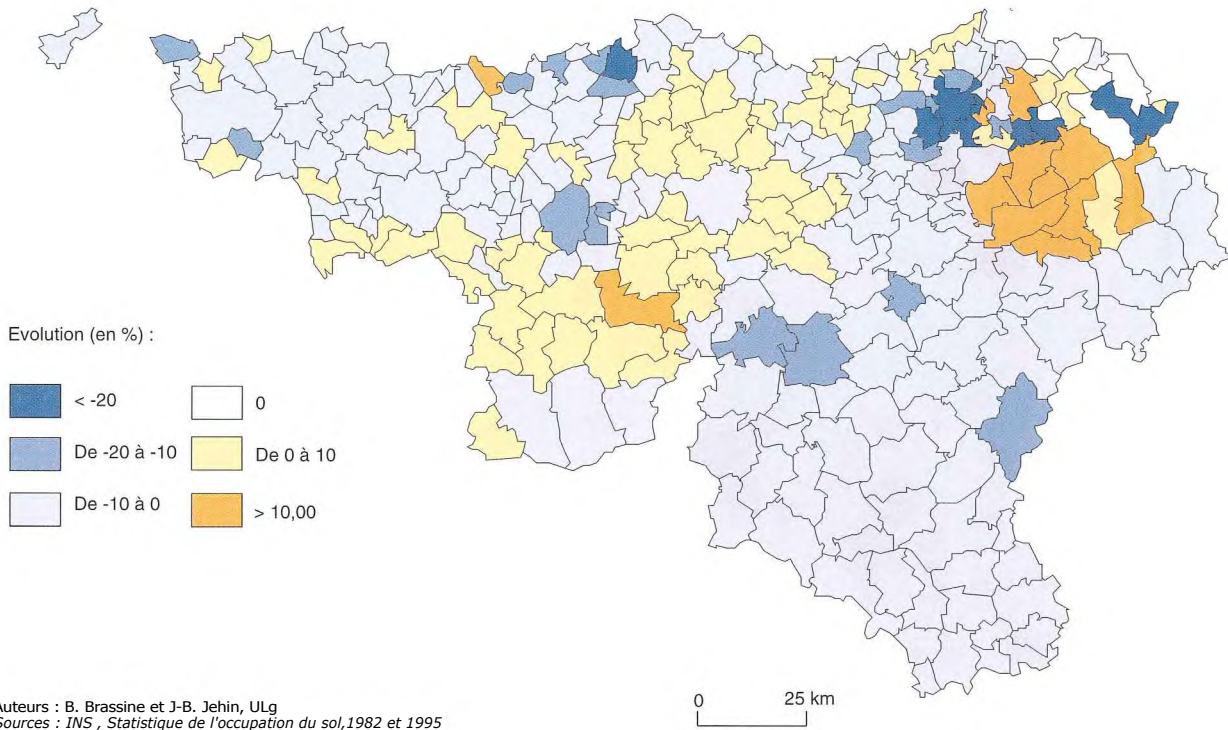 Evolution (en %) :
< -20
0
De -20 à -10
De 0 à 10
De -10 à 0
> 10,00
0 25 km
Auteurs : B. Brassine et J-B. Jehin, ULg
Sources : INS , Statistique de l'occupation du sol,1982 et 1995